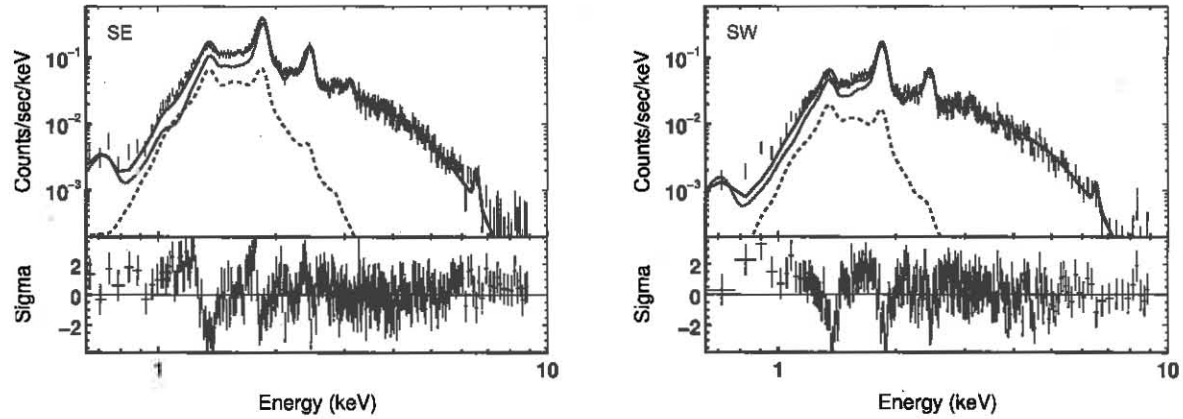 SE
Counts/sec/keV
10⁻¹
10⁻²
10⁻³
Sigma
2
0
−2
1
10
Energy (keV)
SW
Counts/sec/keV
10⁻¹
10⁻²
10⁻³
Sigma
2
0
−2
1
10
Energy (keV)